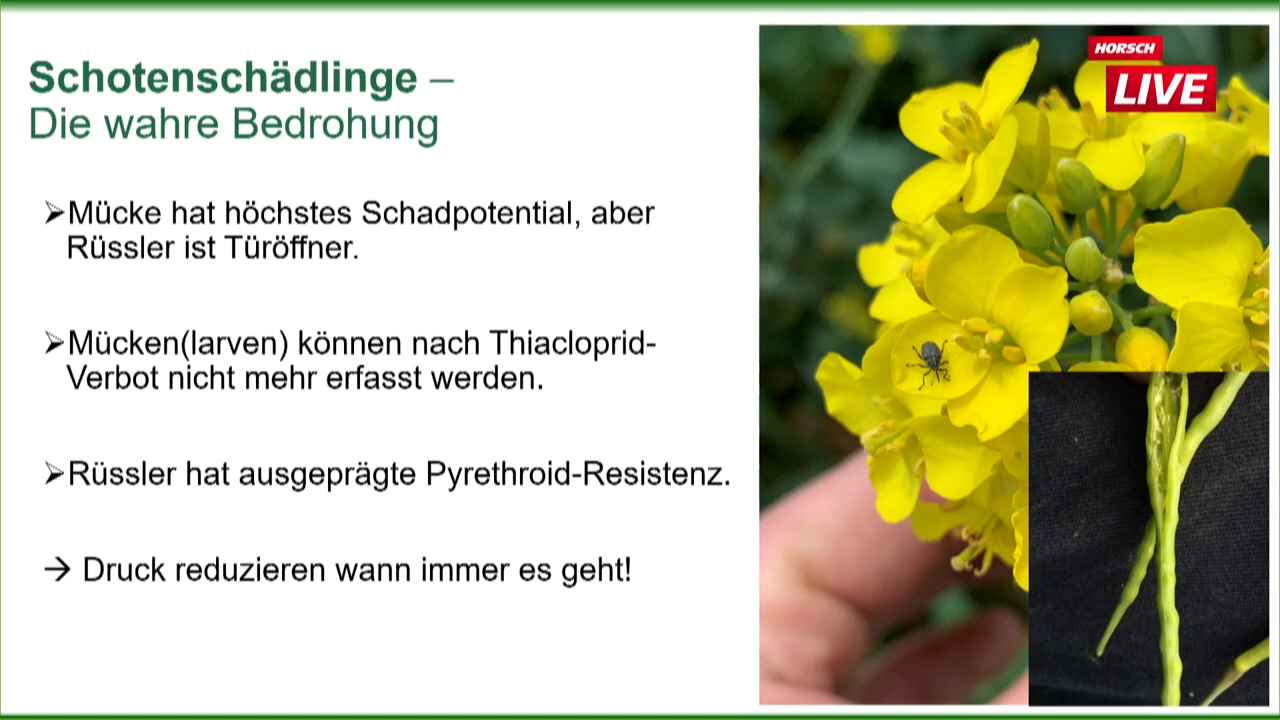 Schotenschädlinge –
Die wahre Bedrohung
➢Mücke hat höchstes Schadpotential, aber
Rüssler ist Türöffner.
➢Mücken(larven) können nach Thiacloprid-
Verbot nicht mehr erfasst werden.
➢Rüssler hat ausgeprägte Pyrethroid-Resistenz.
→ Druck reduzieren wann immer es geht!
HORSCH
LIVE